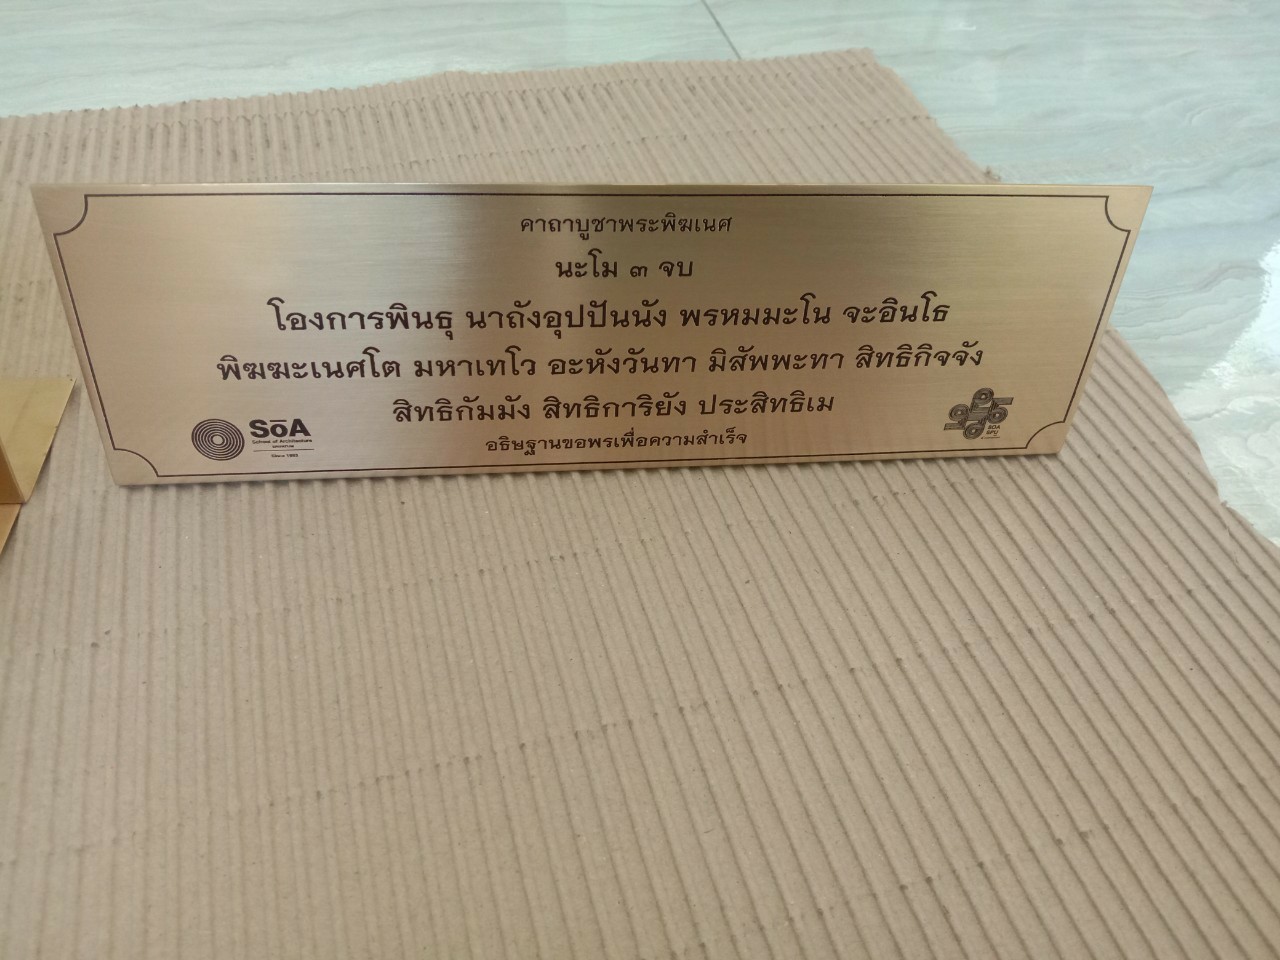 คาถาบูชาพระพิฆเนศ
นะโม ๓ จบ
โองการพินธุ นาถังอุปปันนัง พรหมมะโน จะอินโธ
พิฆฆะเนศโต มหาเทโว อะหังวันทา มิสัพพะทา สิทธิกิจจัง
สิทธิกัมมัง สิทธิการิยัง ประสิทธิเม
อธิษฐานขอพรเพื่อความสำเร็จ
SōA
School of Architecture
Since 1993
SOA
SPU